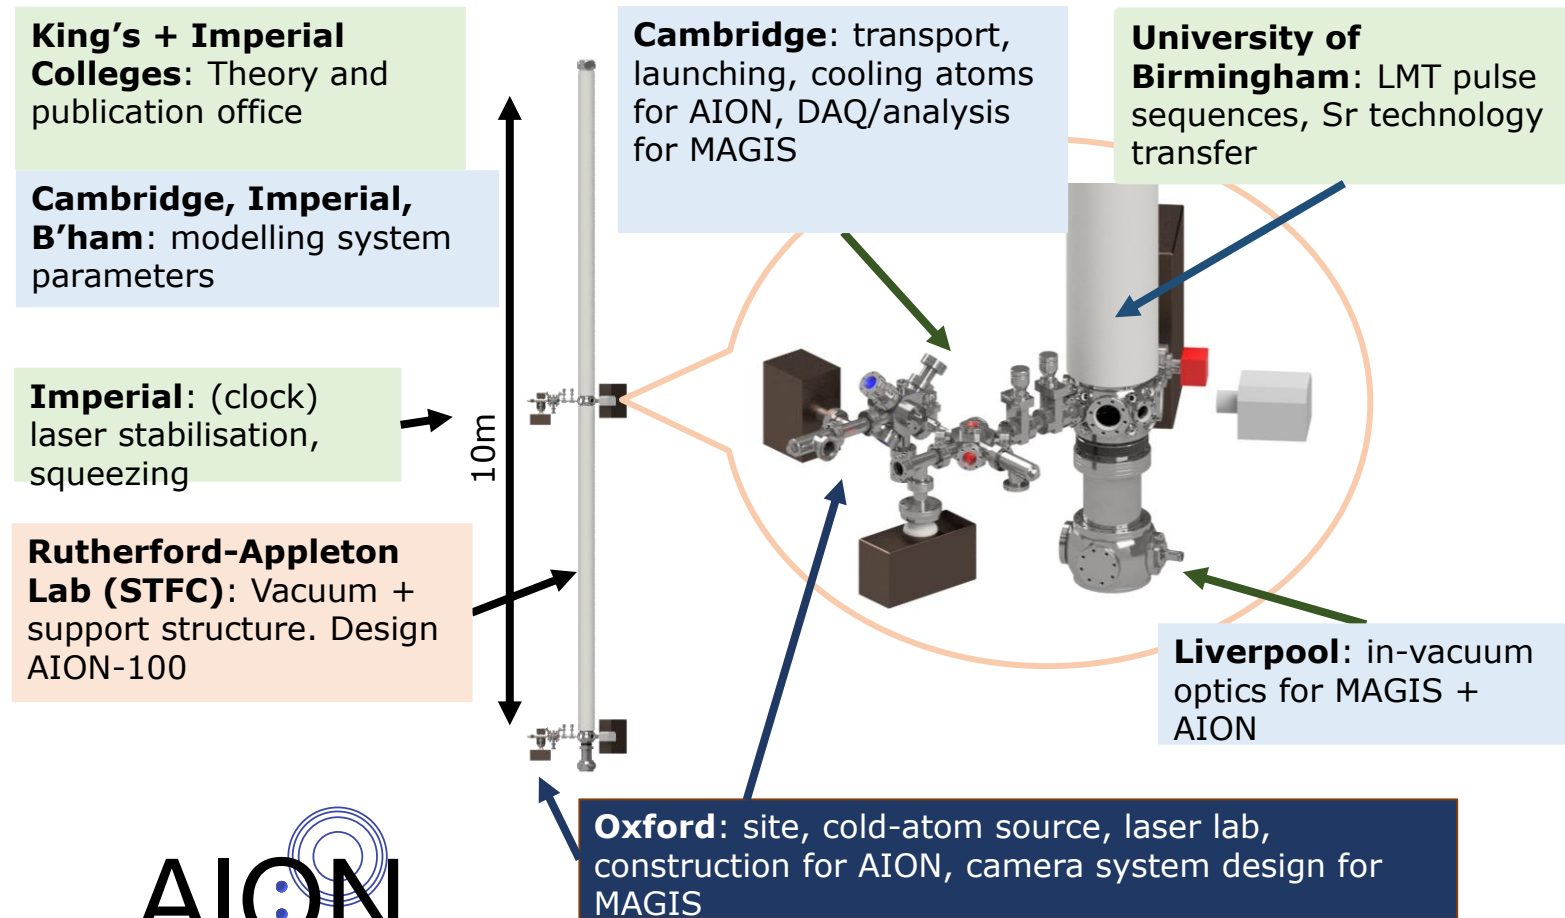 King's + Imperial
Colleges: Theory and
publication office
Cambridge, Imperial,
B'ham: modelling system
parameters
Imperial: (clock)
laser stabilisation,
squeezing
Rutherford-Appleton
Lab (STFC): Vacuum +
support structure. Design
AION-100
10m
Cambridge: transport,
launching, cooling atoms
for AION, DAQ/analysis
for MAGIS
University of
Birmingham: LMT pulse
sequences, Sr technology
transfer
Liverpool: in-vacuum
optics for MAGIS +
AION
Oxford: site, cold-atom source, laser lab,
construction for AION, camera system design for
MAGIS
AION